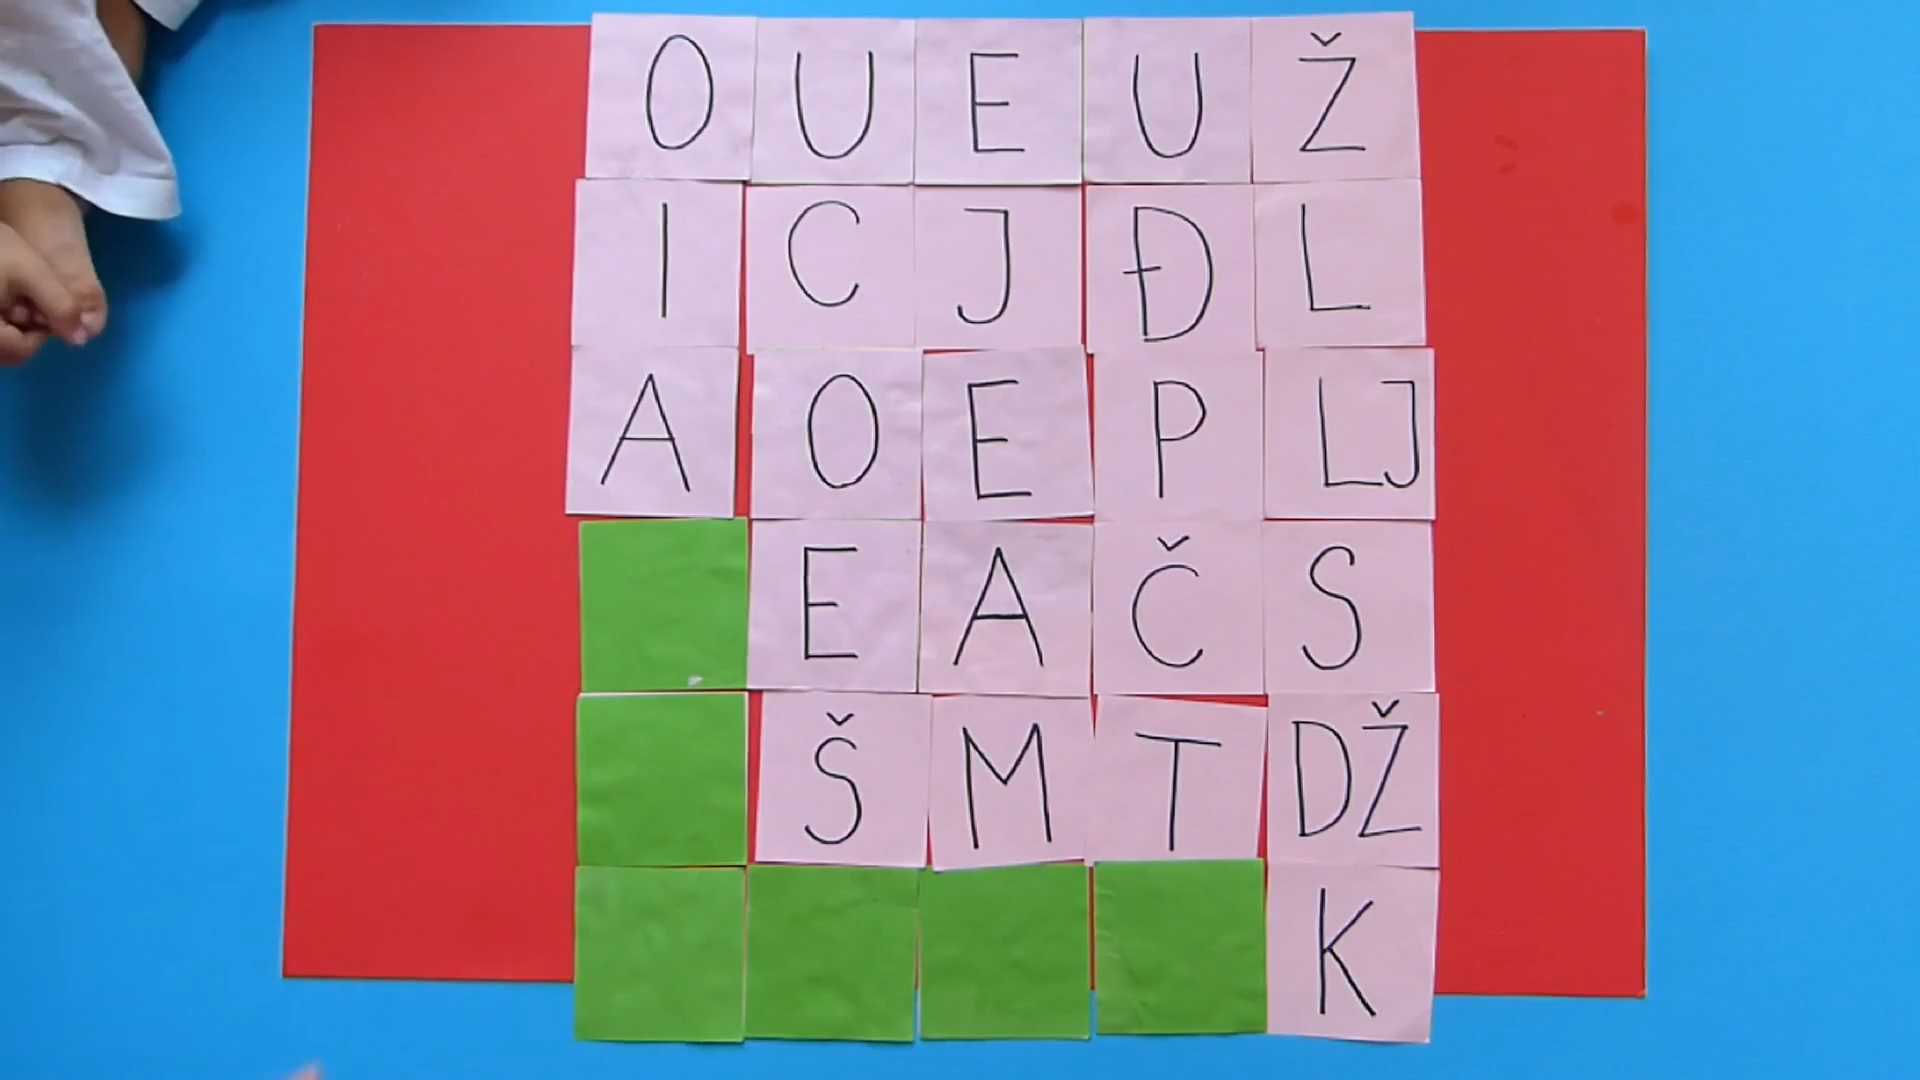 O U E U Ž
I C J Đ L
A O E P LJ
E A Č S
Š M T DŽ
K